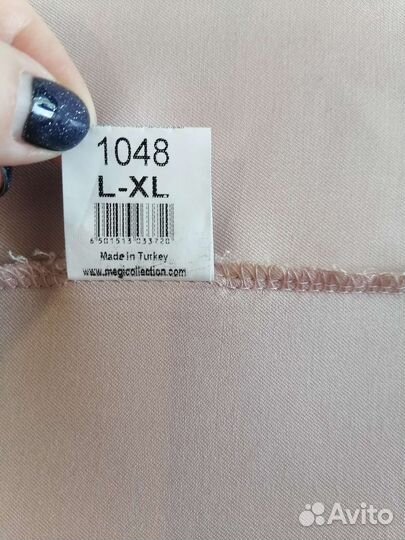 1048
L-XL
6 501513 033720
Made in Turkey
www.megicollection.com
Avito